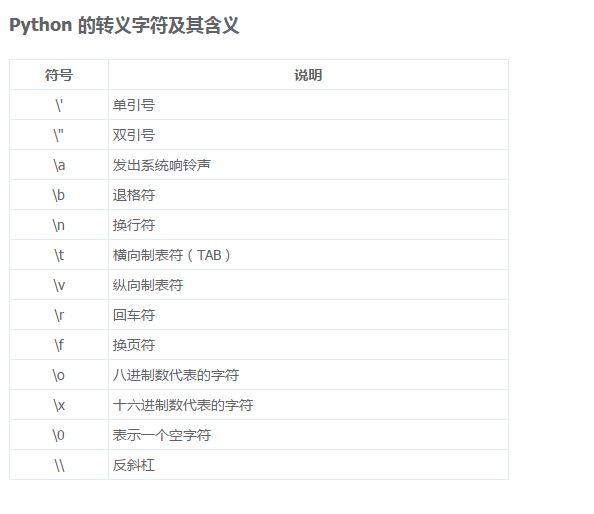 Python 的转义字符及其含义
符号 说明
\' 单引号
\" 双引号
\a 发出系统响铃声
\b 退格符
\n 换行符
\t 横向制表符（TAB）
\v 纵向制表符
\r 回车符
\f 换页符
\o 八进制数代表的字符
\x 十六进制数代表的字符
\0 表示一个空字符
\\ 反斜杠